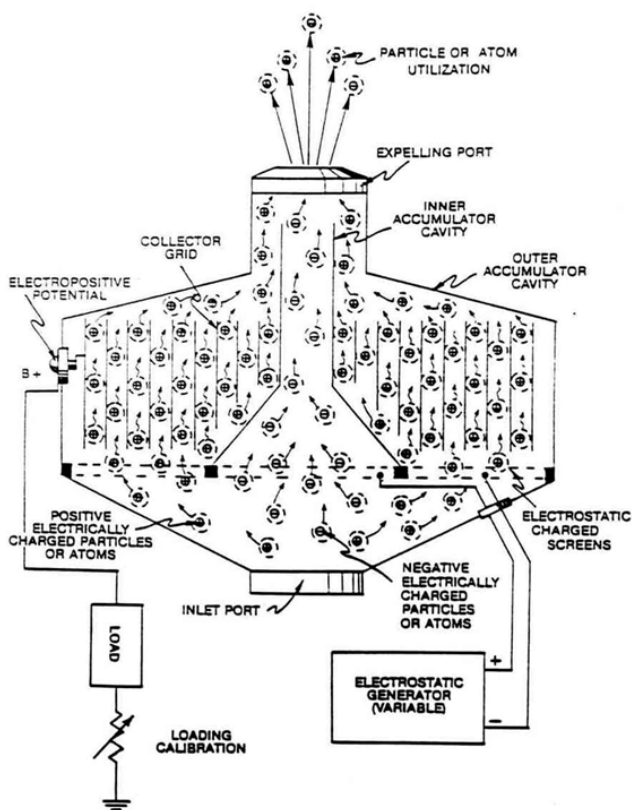 PARTICLE OR ATOM
UTILIZATION
EXPELLING PORT
INNER
ACCUMULATOR
CAVITY
COLLECTOR
GRID
OUTER
ACCUMULATOR
CAVITY
ELECTROPOSITIVE
POTENTIAL
B+
POSITIVE
ELECTRICALLY
CHARGED PARTICLES
OR ATOMS
ELECTROSTATIC
CHARGED
SCREENS
NEGATIVE
ELECTRICALLY
CHARGED
PARTICLES
OR ATOMS
INLET PORT
LOAD
+
ELECTROSTATIC
GENERATOR
(VARIABLE)
−
LOADING
CALIBRATION